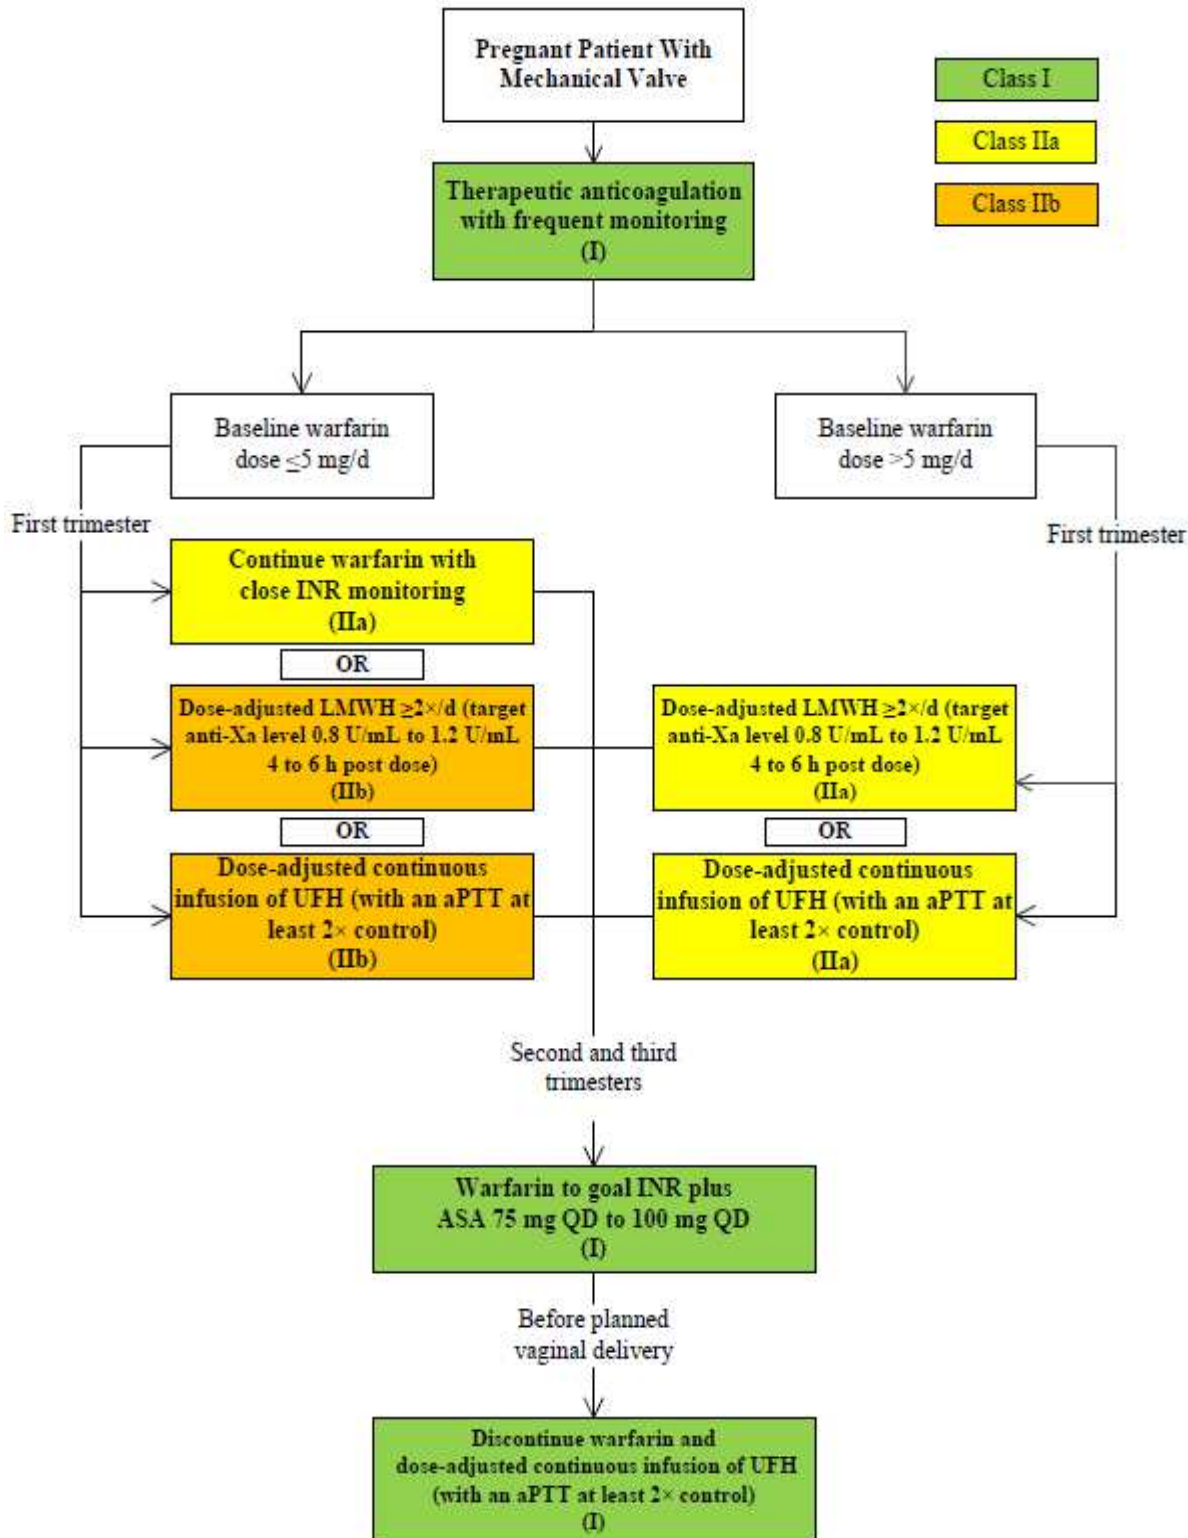 Pregnant Patient With
Mechanical Valve
Class I
Class IIa
Class IIb
Therapeutic anticoagulation
with frequent monitoring
(I)
Baseline warfarin
dose ≤5 mg/d
Baseline warfarin
dose >5 mg/d
First trimester
First trimester
Continue warfarin with
close INR monitoring
(IIa)
OR
Dose-adjusted LMWH ≥2×/d (target
anti-Xa level 0.8 U/mL to 1.2 U/mL
4 to 6 h post dose)
(IIb)
OR
Dose-adjusted continuous
infusion of UFH (with an aPTT at
least 2× control)
(IIb)
Dose-adjusted LMWH ≥2×/d (target
anti-Xa level 0.8 U/mL to 1.2 U/mL
4 to 6 h post dose)
(IIa)
OR
Dose-adjusted continuous
infusion of UFH (with an aPTT at
least 2× control)
(IIa)
Second and third
trimesters
Warfarin to goal INR plus
ASA 75 mg QD to 100 mg QD
(I)
Before planned
vaginal delivery
Discontinue warfarin and
dose-adjusted continuous infusion of UFH
(with an aPTT at least 2× control)
(I)